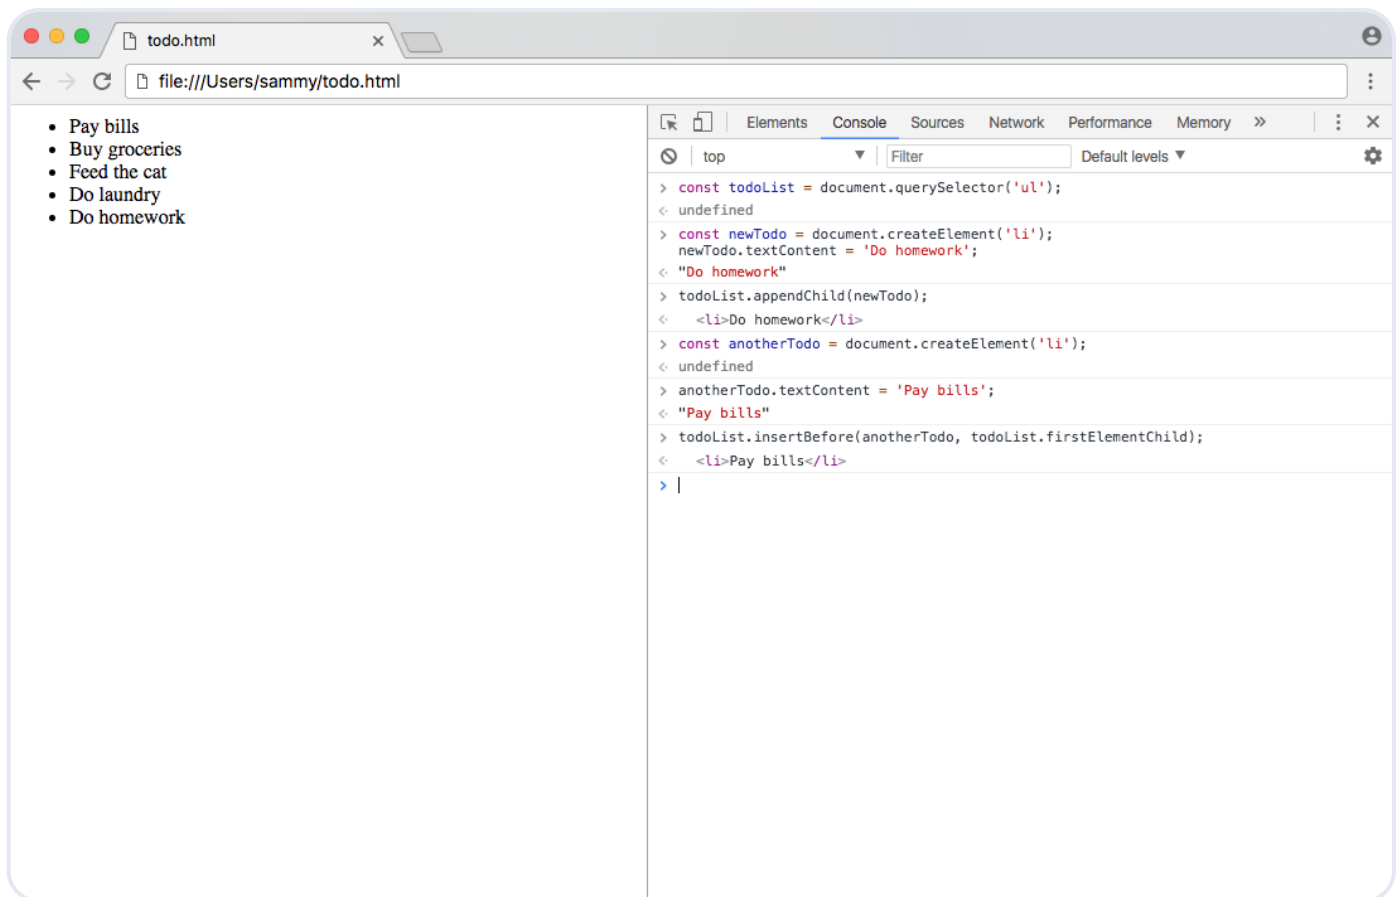 todo.html
file:///Users/sammy/todo.html
• Pay bills
• Buy groceries
• Feed the cat
• Do laundry
• Do homework
Elements Console Sources Network Performance Memory »
top Filter Default levels
> const todoList = document.querySelector('ul');
undefined
> const newTodo = document.createElement('li');
newTodo.textContent = 'Do homework';
"Do homework"
> todoList.appendChild(newTodo);
<li>Do homework</li>
> const anotherTodo = document.createElement('li');
undefined
> anotherTodo.textContent = 'Pay bills';
"Pay bills"
> todoList.insertBefore(anotherTodo, todoList.firstElementChild);
<li>Pay bills</li>
>